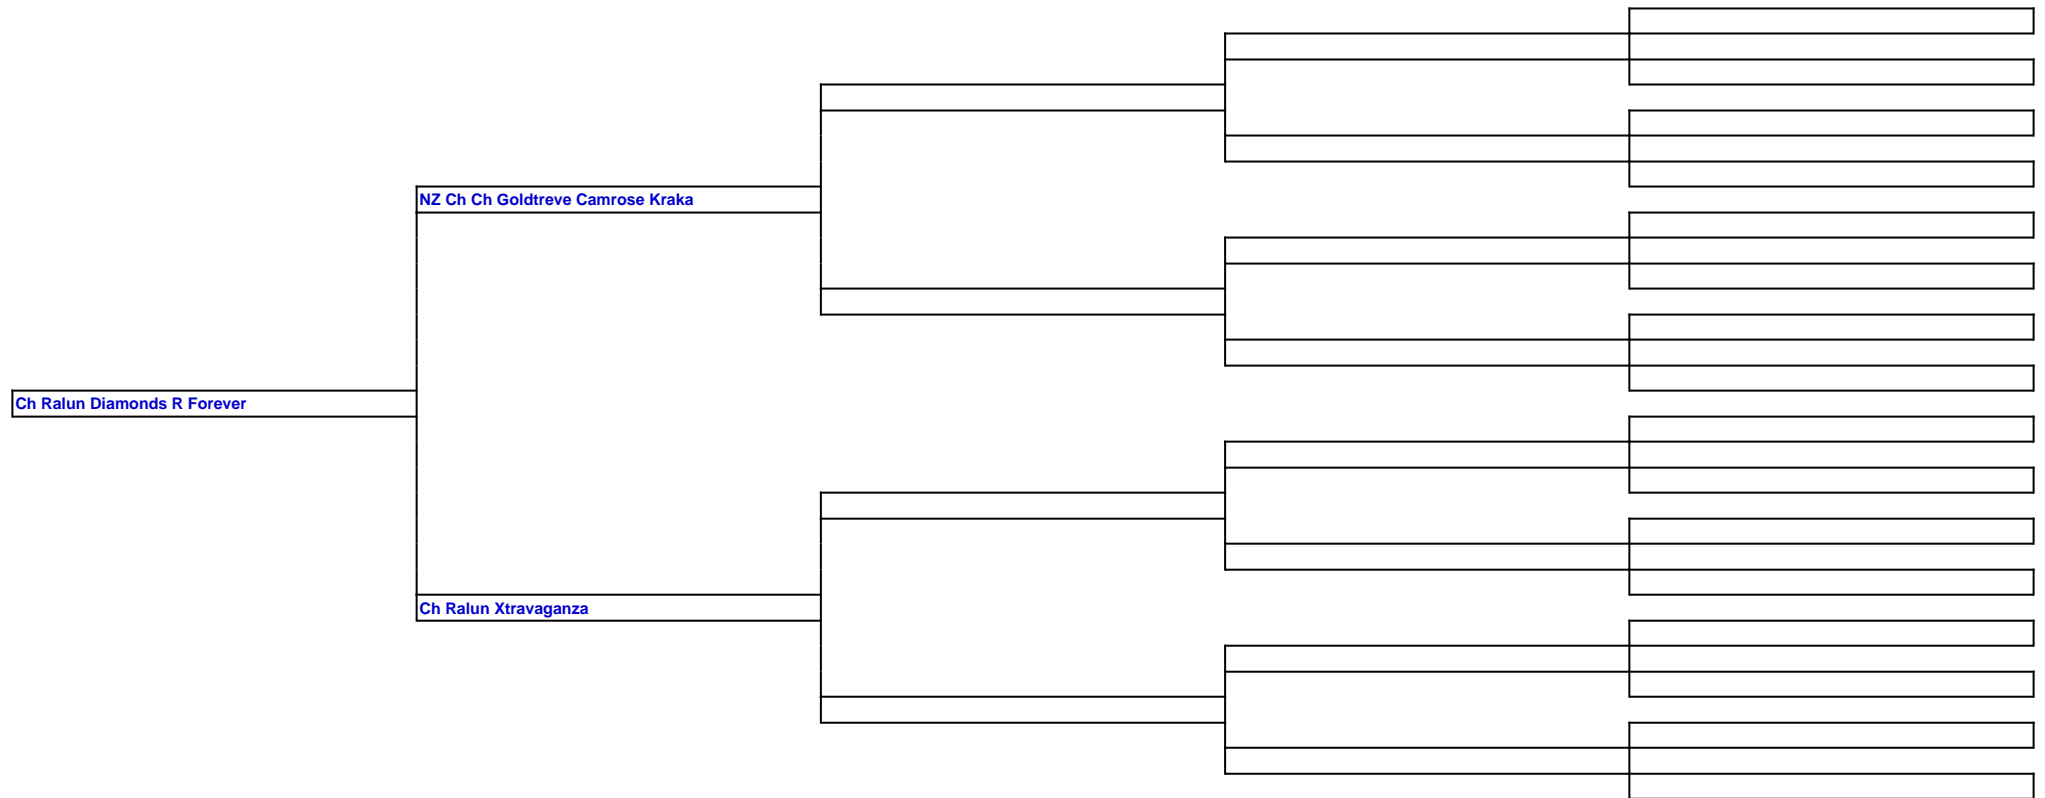 NZ Ch Ch Goldtreve Camrose Kraka
Ch Ralun Diamonds R Forever
Ch Ralun Xtravaganza